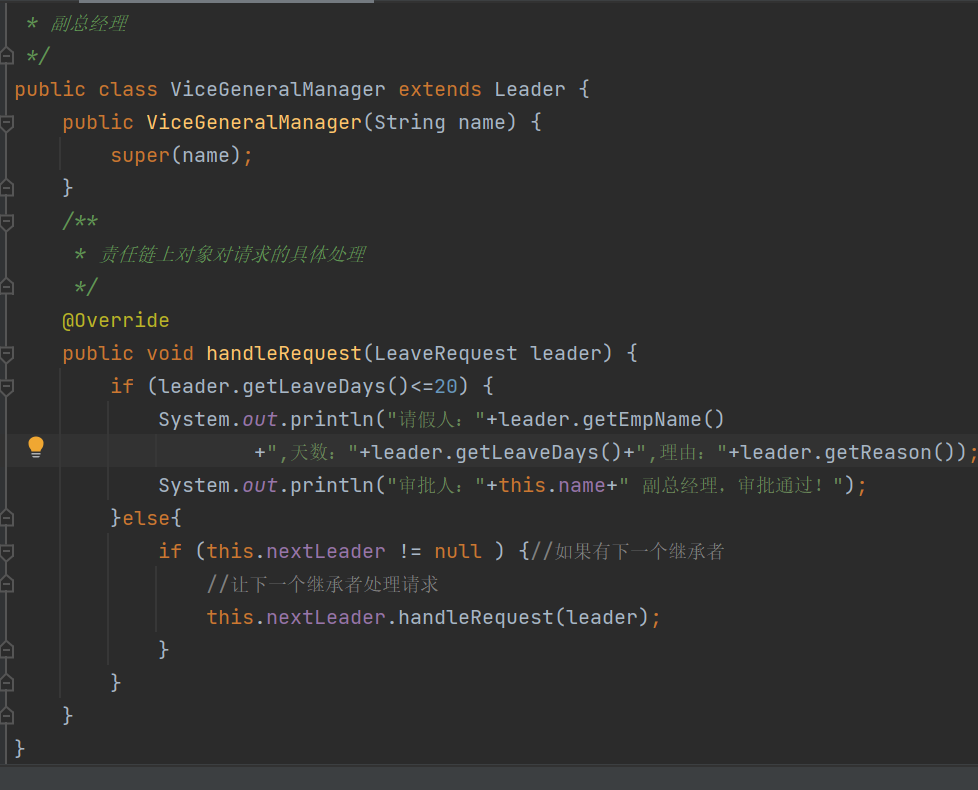 * 副总经理
*/
public class ViceGeneralManager extends Leader {
public ViceGeneralManager(String name) {
super(name);
}
/**
* 责任链上对象对请求的具体处理
*/
@Override
public void handleRequest(LeaveRequest leader) {
if (leader.getLeaveDays()<=20) {
System.out.println("请假人："+leader.getEmpName()
+",天数："+leader.getLeaveDays()+",理由："+leader.getReason());
System.out.println("审批人："+this.name+" 副总经理，审批通过！");
}else{
if (this.nextLeader != null ) {//如果有下一个继承者
//让下一个继承者处理请求
this.nextLeader.handleRequest(leader);
}
}
}
}